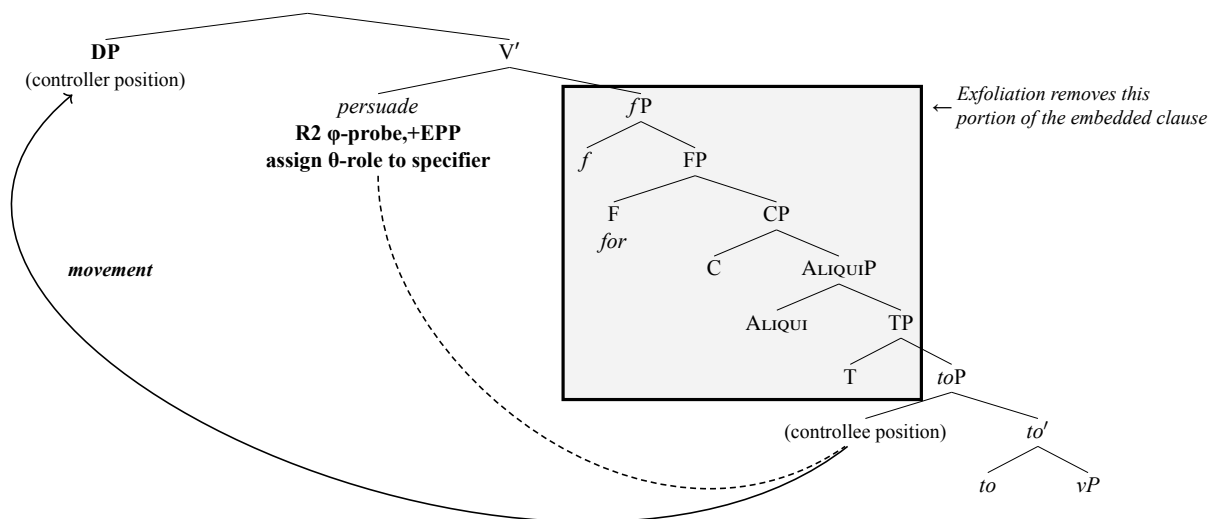 DP
(controller position)
V′
persuade
R2 φ-probe,+EPP
assign θ-role to specifier
fP
← Exfoliation removes this
portion of the embedded clause
f
FP
F
for
CP
movement
C
ALIQUIP
ALIQUI
TP
T
toP
(controllee position)
to′
to
vP